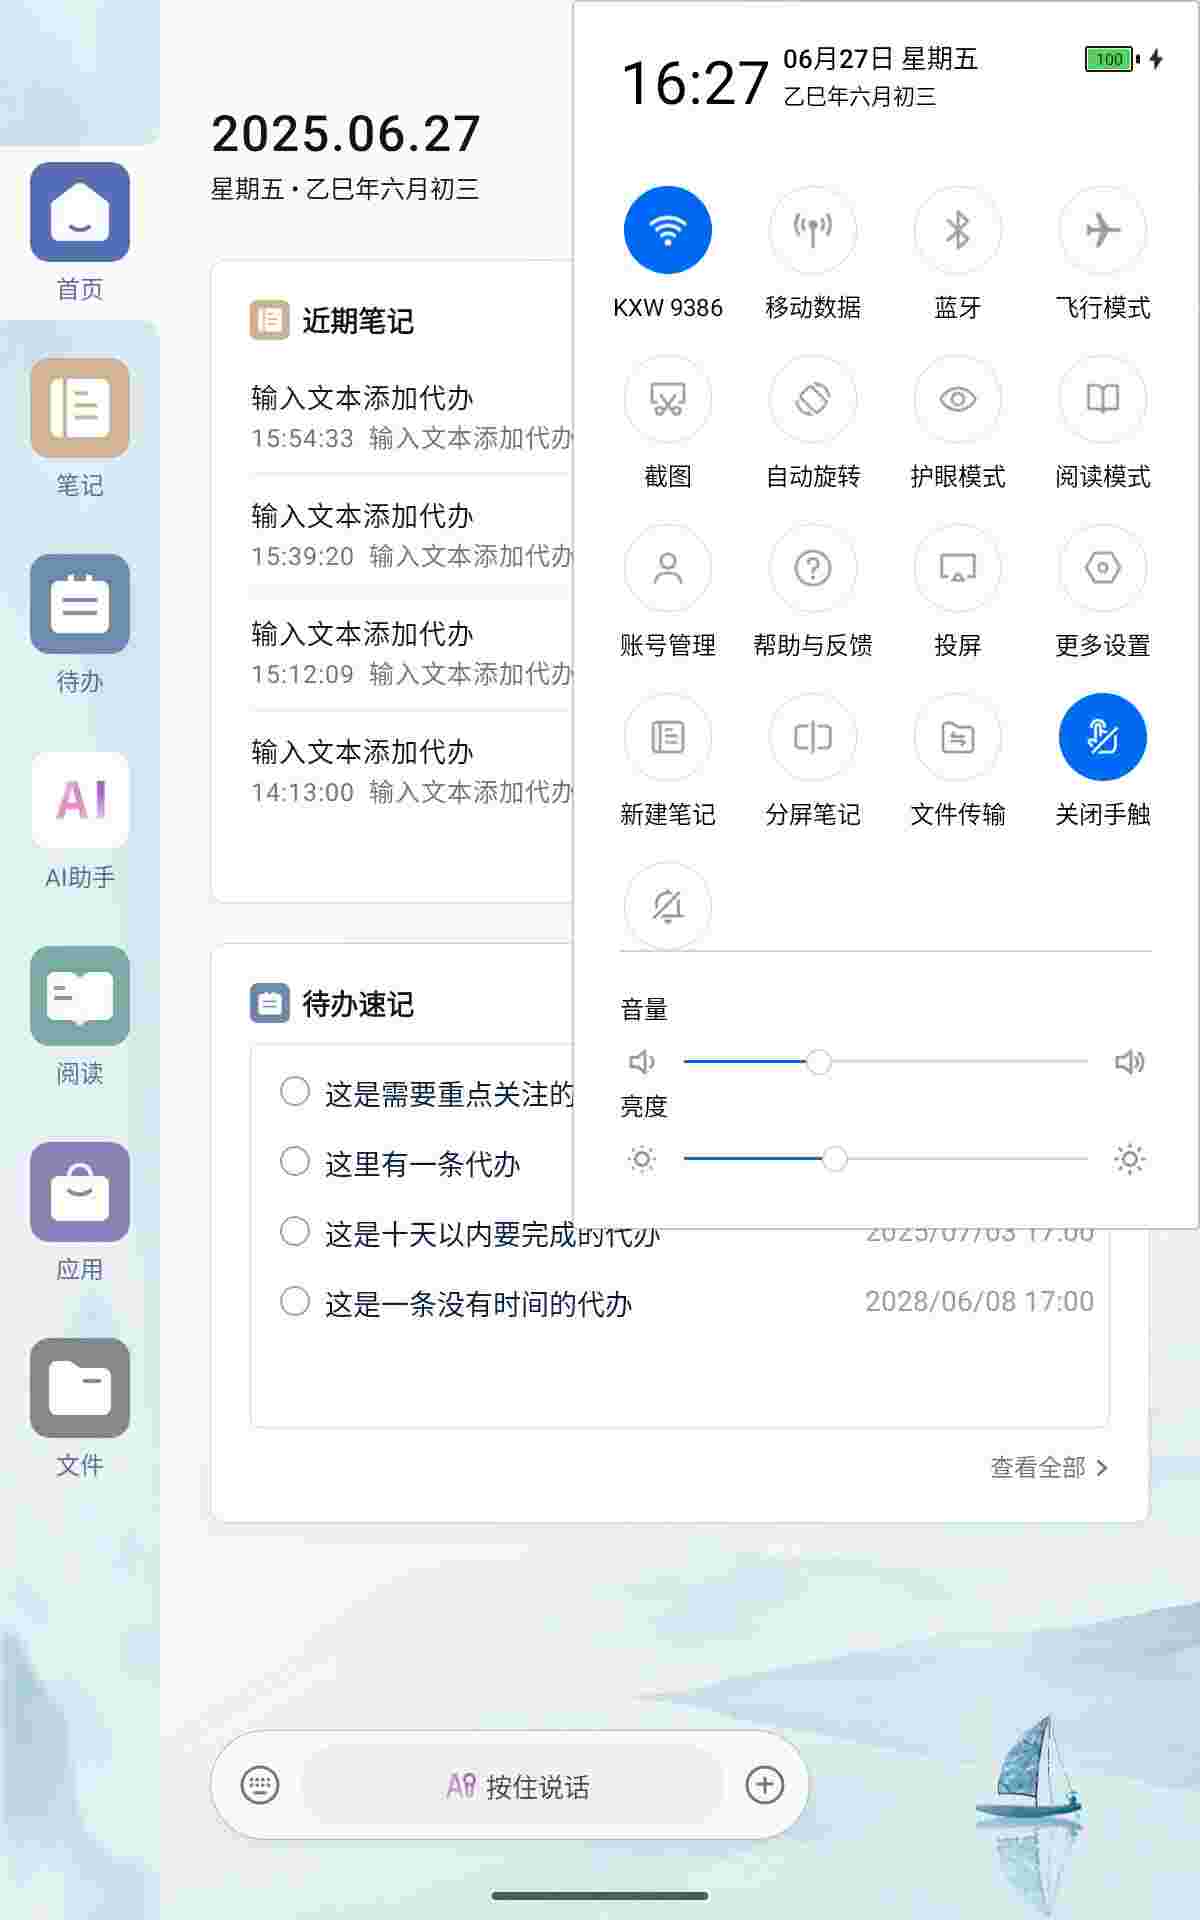 16:27
06月27日 星期五
乙巳年六月初三
100
2025.06.27
星期五·乙巳年六月初三
首页
笔记
待办
AI
AI助手
阅读
应用
文件
近期笔记
输入文本添加代办
15:54:33 输入文本添加代办
输入文本添加代办
15:39:20 输入文本添加代办
输入文本添加代办
15:12:09 输入文本添加代办
输入文本添加代办
14:13:00 输入文本添加代办
KXW 9386
移动数据
蓝牙
飞行模式
截图
自动旋转
护眼模式
阅读模式
账号管理
帮助与反馈
投屏
更多设置
新建笔记
分屏笔记
文件传输
关闭手触
音量
亮度
待办速记
这是需要重点关注的
这里有一条代办
这是十天以内要完成的代办 2025/07/03 17:00
这是一条没有时间的代办 2028/06/08 17:00
查看全部
AI 按住说话